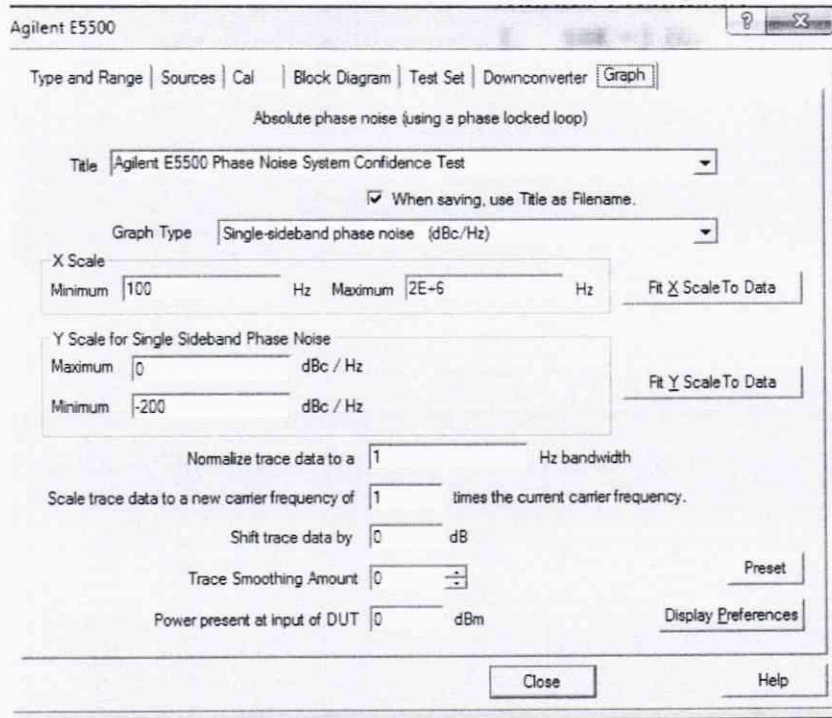 Agilent E5500
Type and Range Sources Cal Block Diagram Test Set Downconverter Graph
Absolute phase noise (using a phase locked loop)
Title Agilent E5500 Phase Noise System Confidence Test
When saving, use Title as Filename.
Graph Type Single-sideband phase noise (dBc/Hz)
X Scale
Minimum 100 Hz Maximum 2E+6 Hz Fit X Scale To Data
Y Scale for Single Sideband Phase Noise
Maximum 0 dBc / Hz
Fit Y Scale To Data
Minimum -200 dBc / Hz
Normalize trace data to a 1 Hz bandwidth
Scale trace data to a new carrier frequency of 1 times the current carrier frequency.
Shift trace data by 0 dB
Trace Smoothing Amount 0
Preset
Power present at input of DUT 0 dBm
Display Preferences
Close Help